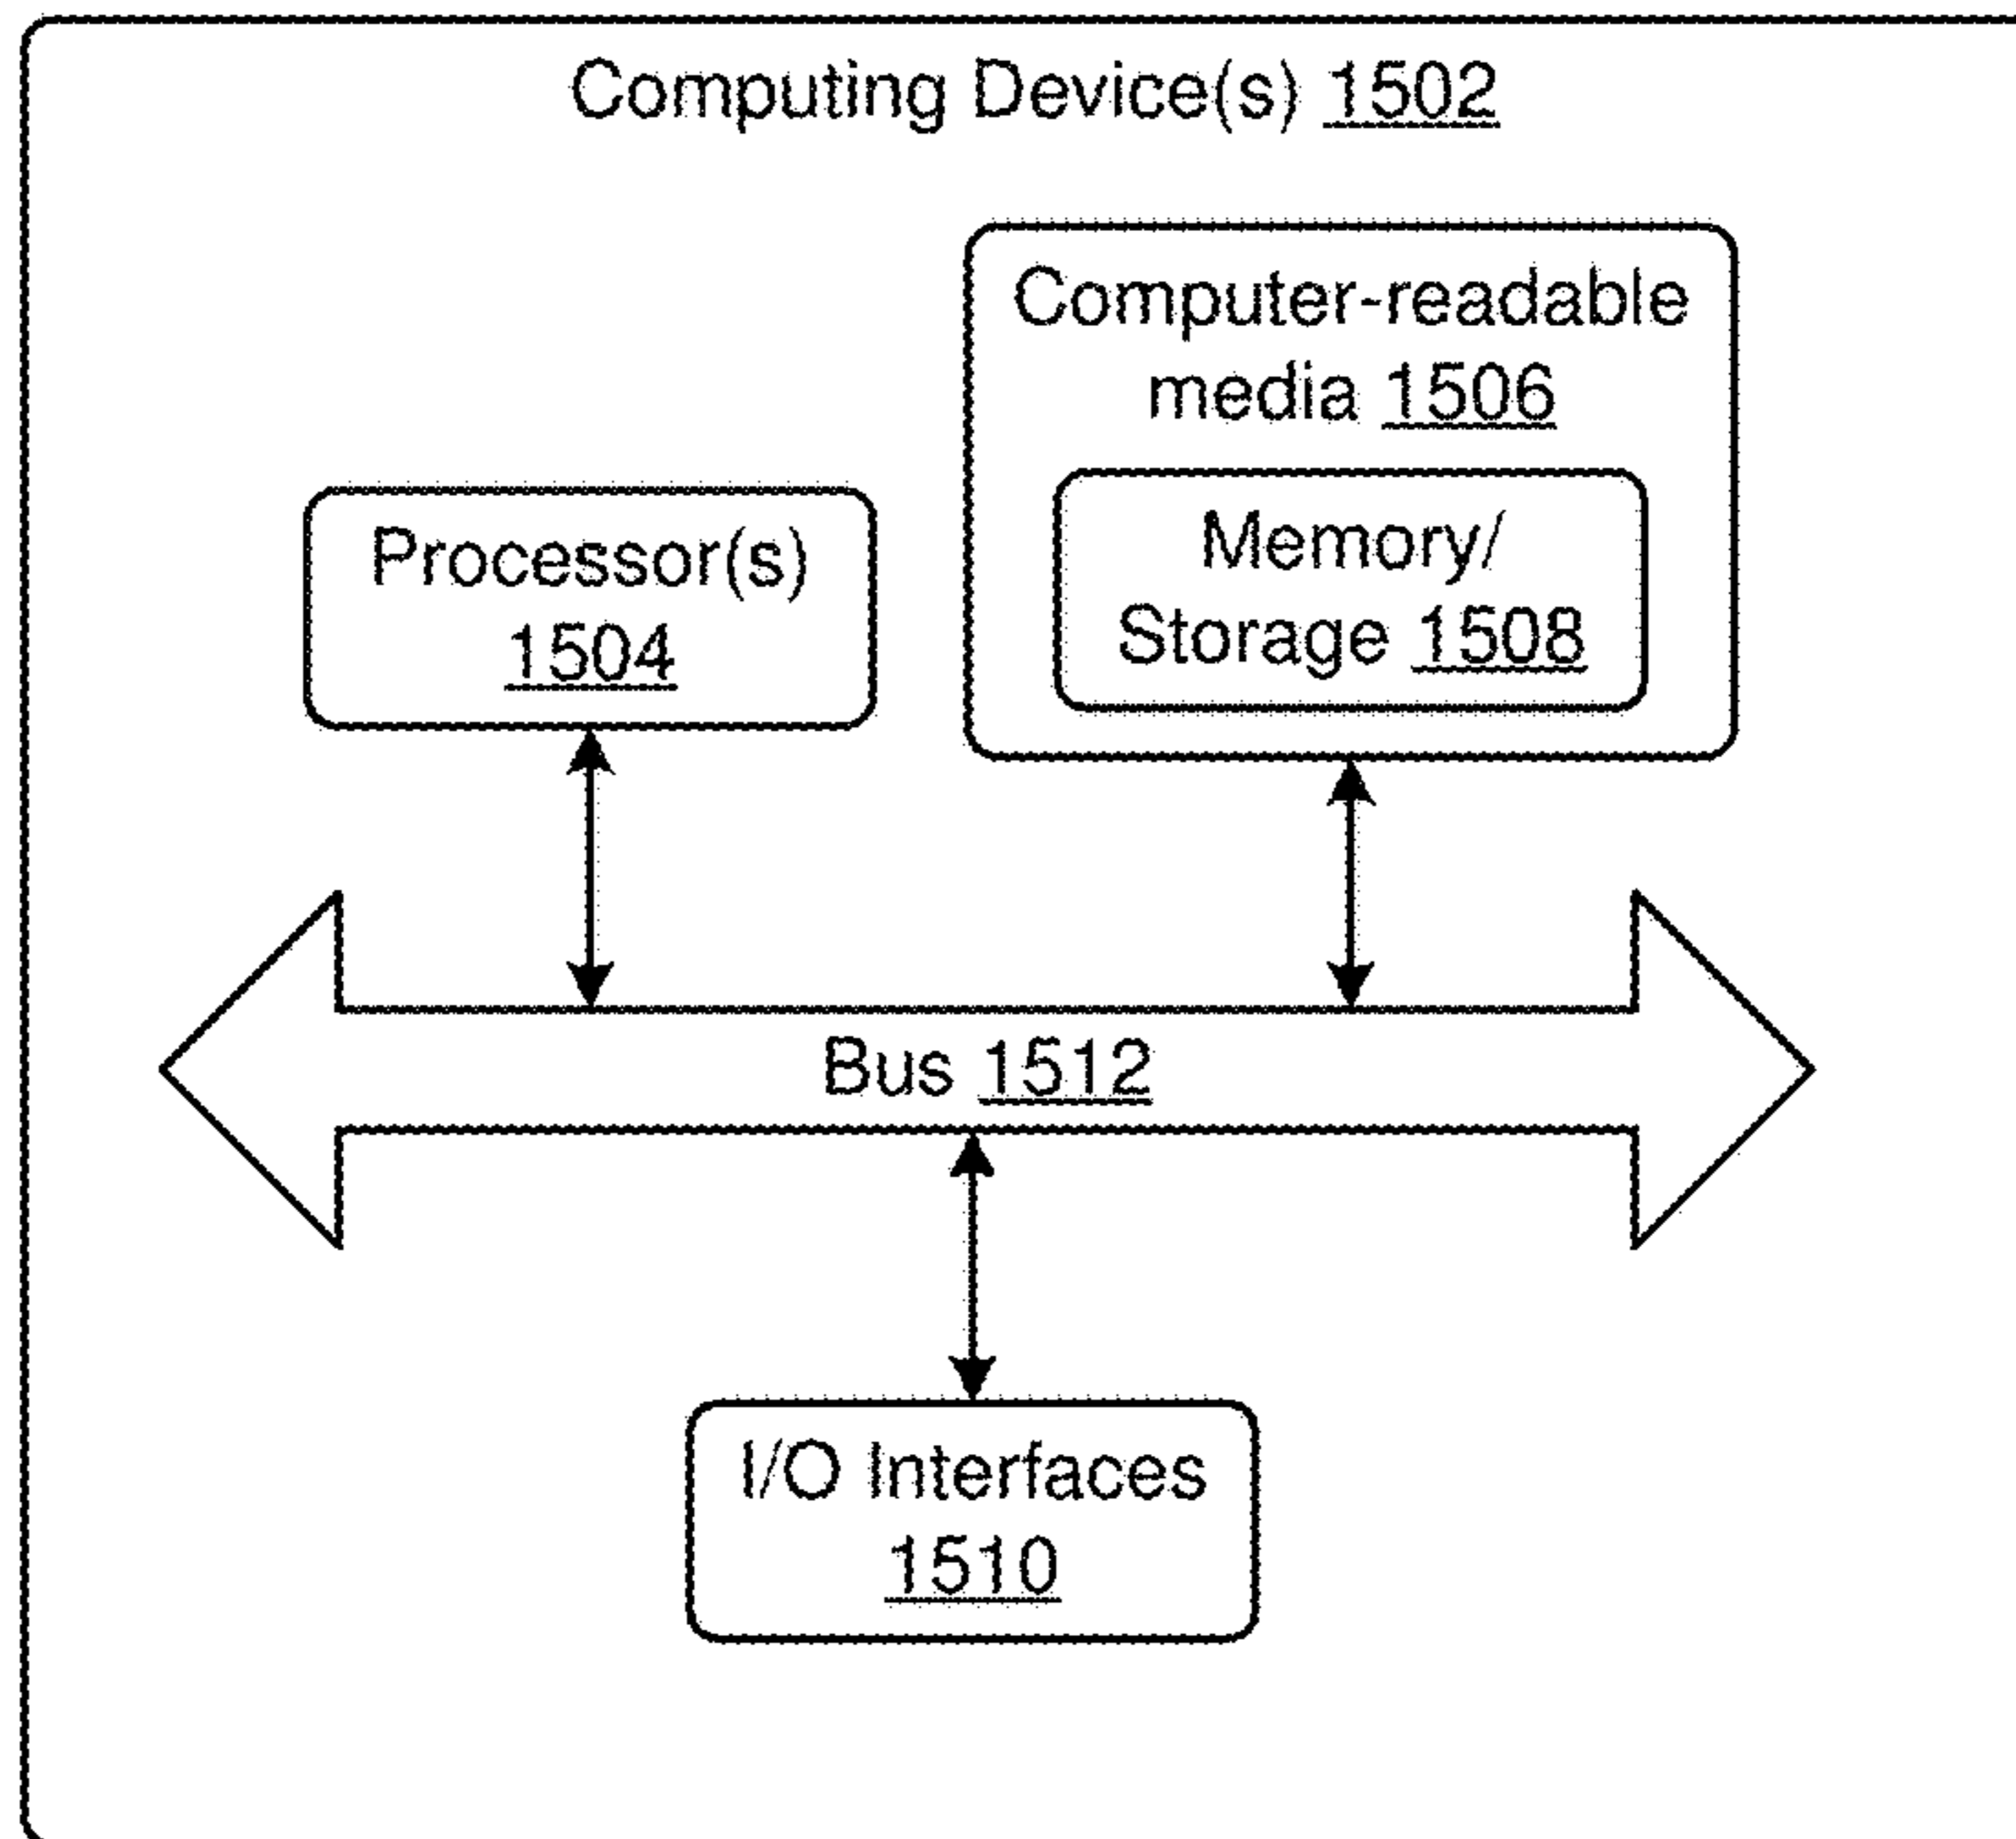 Computing Device(s) 1502
Computer-readable
media 1506
Memory/
Storage 1508
Processor(s)
1504
Bus 1512
I/O Interfaces
1510